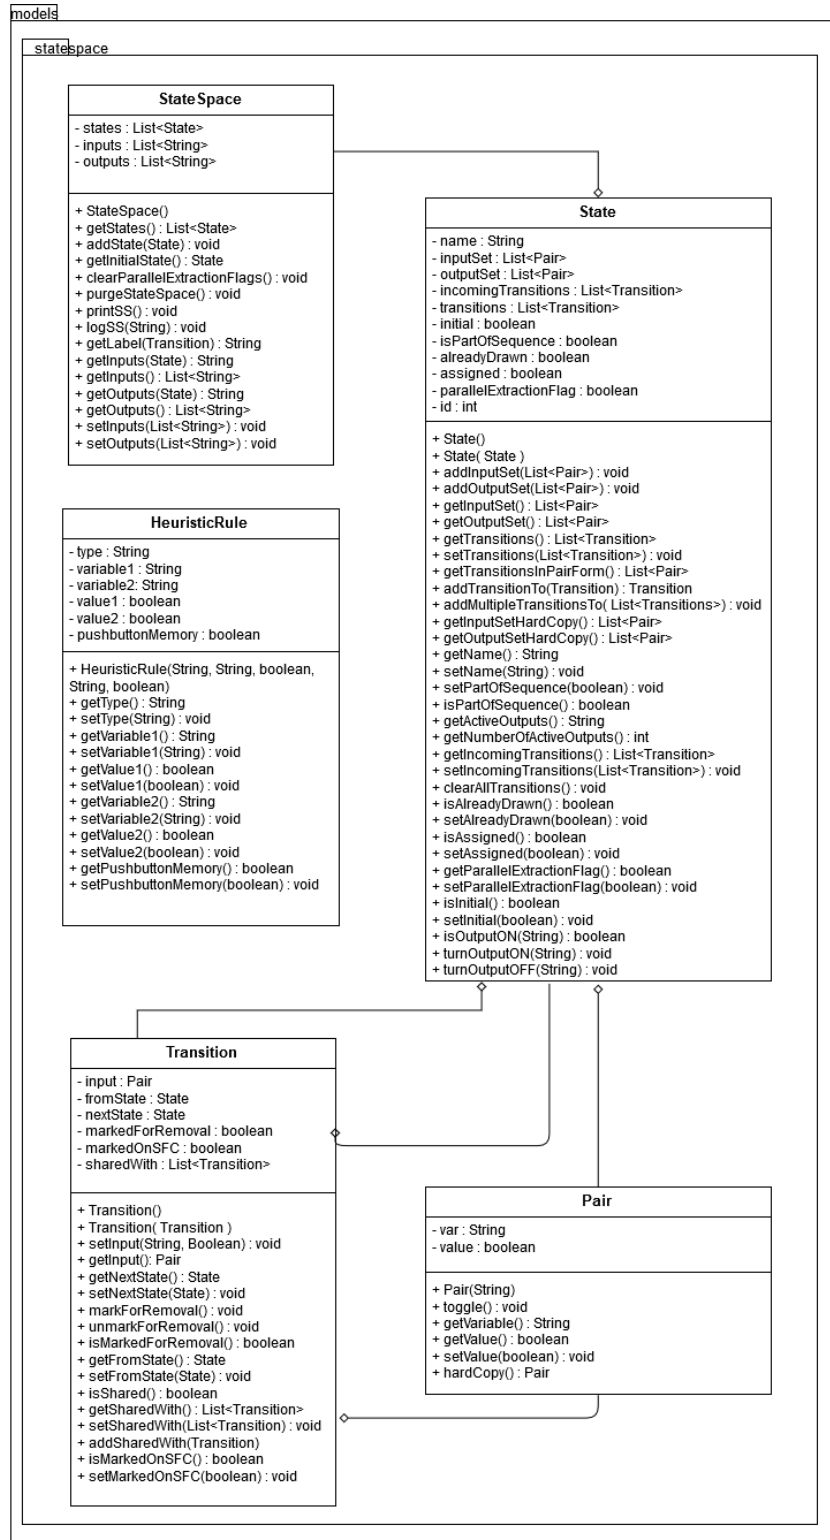 models
statespace
StateSpace
- states : List<State>
- inputs : List<String>
- outputs : List<String>
+ StateSpace()
+ getStates() : List<State>
+ addState(State) : void
+ getInitialState() : State
+ clearParallelExtractionFlags() : void
+ purgeStateSpace() : void
+ printSS() : void
+ logSS(String) : void
+ getLabel(Transition) : String
+ getInputs(State) : String
+ getInputs() : List<String>
+ getOutputs(State) : String
+ getOutputs() : List<String>
+ setInputs(List<String>) : void
+ setOutputs(List<String>) : void
State
- name : String
- inputSet : List<Pair>
- outputSet : List<Pair>
- incomingTransitions : List<Transition>
- transitions : List<Transition>
- initial : boolean
- isPartOfSequence : boolean
- alreadyDrawn : boolean
- assigned : boolean
- parallelExtractionFlag : boolean
- id : int
+ State()
+ State( State )
+ addInputSet(List<Pair>) : void
+ addOutputSet(List<Pair>) : void
+ getInputSet() : List<Pair>
+ getOutputSet() : List<Pair>
+ getTransitions() : List<Transition>
+ setTransitions(List<Transition>) : void
+ getTransitionsInPairForm() : List<Pair>
+ addTransitionTo(Transition) : Transition
+ addMultipleTransitionsTo( List<Transitions>) : void
+ getInputSetHardCopy() : List<Pair>
+ getOutputSetHardCopy() : List<Pair>
+ getName() : String
+ setName(String) : void
+ setPartOfSequence(boolean) : void
+ isPartOfSequence() : boolean
+ getActiveOutputs() : String
+ getNumberOfActiveOutputs() : int
+ getIncomingTransitions() : List<Transition>
+ setIncomingTransitions(List<Transition>) : void
+ clearAllTransitions() : void
+ isAlreadyDrawn() : boolean
+ setAlreadyDrawn(boolean) : void
+ isAssigned() : boolean
+ setAssigned(boolean) : void
+ getParallelExtractionFlag() : boolean
+ setParallelExtractionFlag(boolean) : void
+ isInitial() : boolean
+ setInitial(boolean) : void
+ isOutputON(String) : boolean
+ turnOutputON(String) : void
+ turnOutputOFF(String) : void
HeuristicRule
- type : String
- variable1 : String
- variable2: String
- value1 : boolean
- value2 : boolean
- pushbuttonMemory : boolean
+ HeuristicRule(String, String, boolean,
String, boolean)
+ getType() : String
+ setType(String) : void
+ getVariable1() : String
+ setVariable1(String) : void
+ getValue1() : boolean
+ setValue1(boolean) : void
+ getVariable2() : String
+ setVariable2(String) : void
+ getValue2() : boolean
+ setValue2(boolean) : void
+ getPushbuttonMemory() : boolean
+ setPushbuttonMemory(boolean) : void
Transition
- input : Pair
- fromState : State
- nextState : State
- markedForRemoval : boolean
- markedOnSFC : boolean
- sharedWith : List<Transition>
+ Transition()
+ Transition( Transition )
+ setInput(String, Boolean) : void
+ getInput(): Pair
+ getNextState() : State
+ setNextState(State) : void
+ markForRemoval() : void
+ unmarkForRemoval() : void
+ isMarkedForRemoval() : boolean
+ getFromState() : State
+ setFromState(State) : void
+ isShared() : boolean
+ getSharedWith() : List<Transition>
+ setSharedWith(List<Transition) : void
+ addSharedWith(Transition)
+ isMarkedOnSFC() : boolean
+ setMarkedOnSFC(boolean) : void
Pair
- var : String
- value : boolean
+ Pair(String)
+ toggle() : void
+ getVariable() : String
+ getValue() : boolean
+ setValue(boolean) : void
+ hardCopy() : Pair